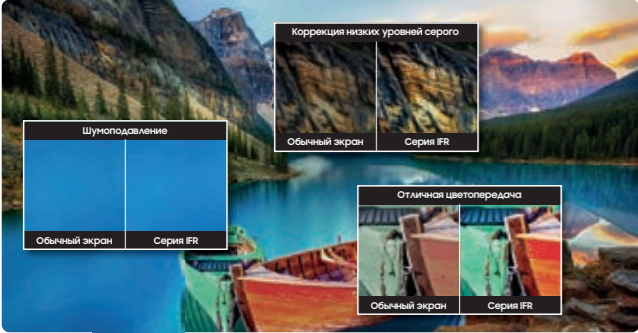 Коррекция низких уровней серого
Обычный экран
Серия IFR
Шумоподавление
Обычный экран
Серия IFR
Отличная цветопередача
Обычный экран
Серия IFR